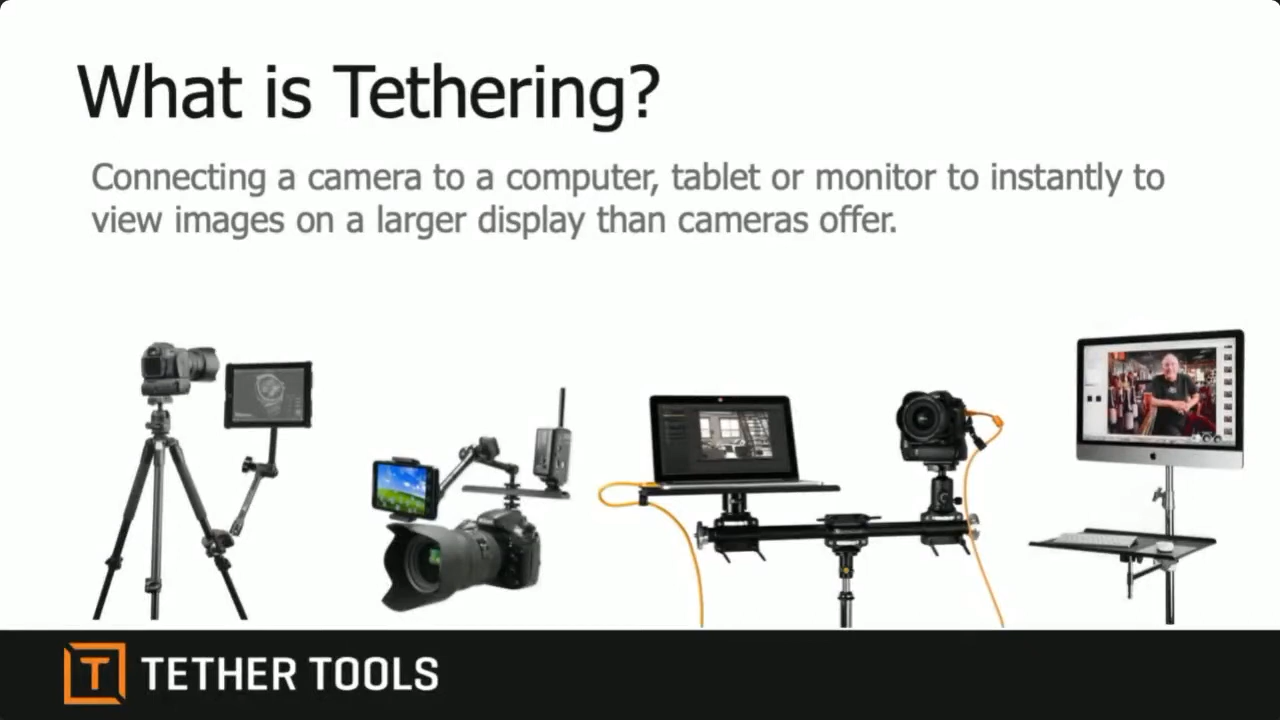 What is Tethering?
Connecting a camera to a computer, tablet or monitor to instantly to
view images on a larger display than cameras offer.
T TETHER TOOLS